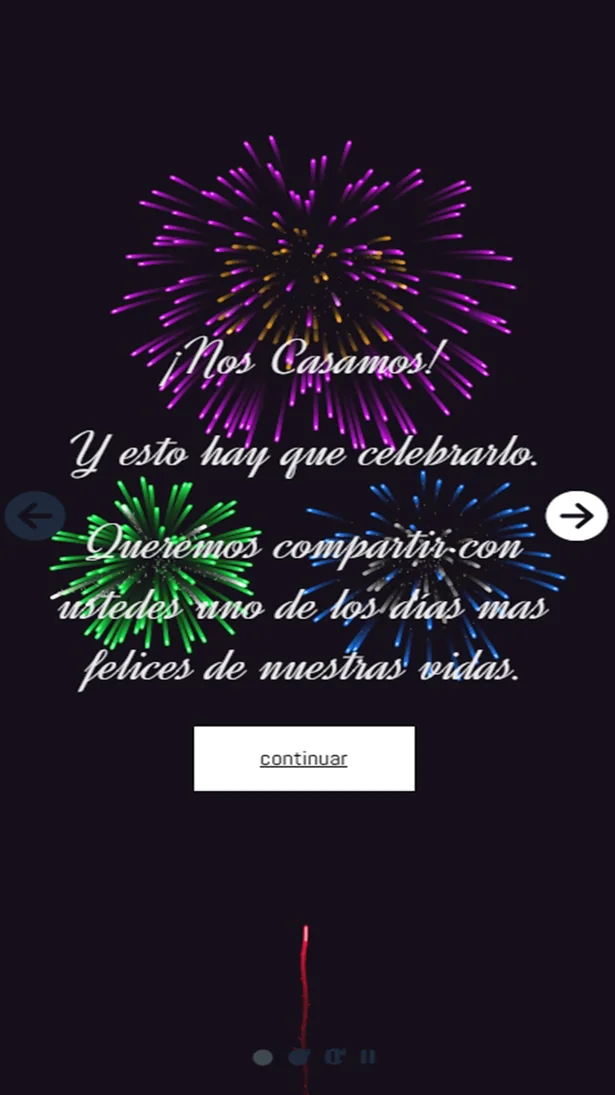 ¡Nos Casamos!
Y esto hay que celebrarlo.
Queremos compartir con
ustedes uno de los días mas
felices de nuestras vidas.
continuar